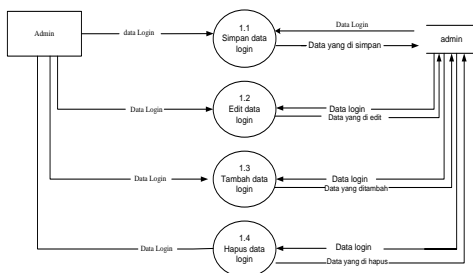 Admin
data Login
1.1
Simpan data
login
Data Login
Data yang di simpan
admin
Data Login
1.2
Edit data
login
Data login
Data yang di edit
Data Login
1.3
Tambah data
login
Data login
Data yang ditambah
Data Login
1.4
Hapus data
login
Data login
Data yang di hapus